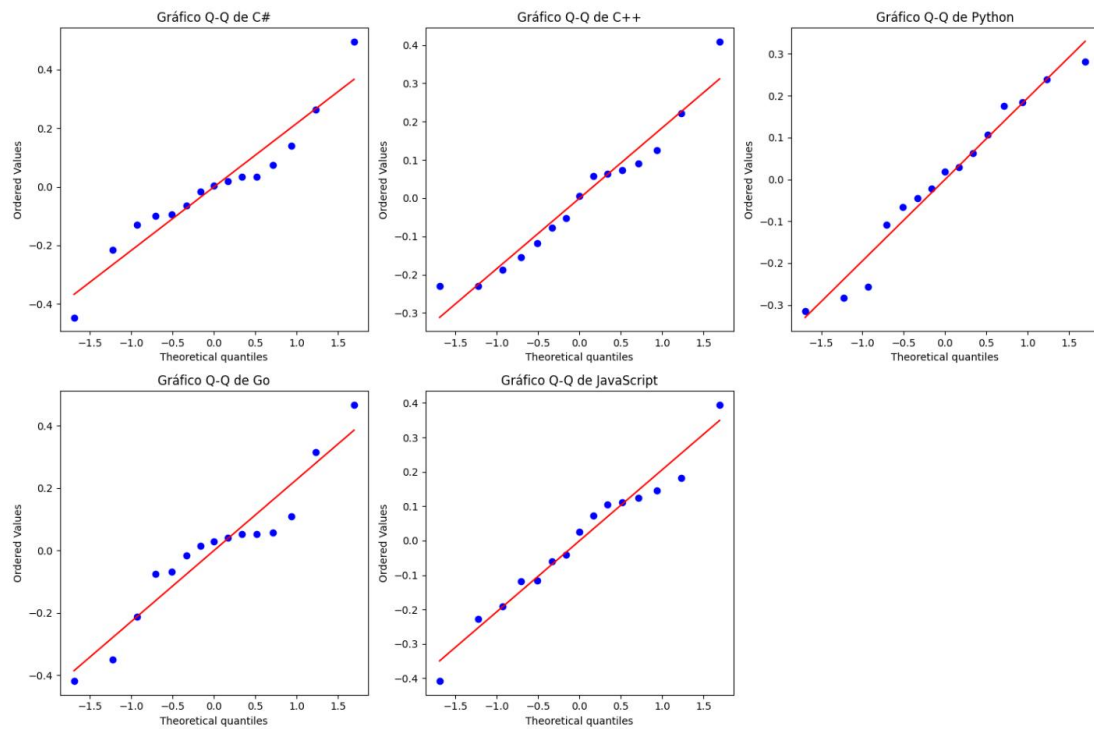 Gráfico Q-Q de C#
0.4
0.2
0.0
−0.2
−0.4
Ordered Values
−1.5 −1.0 −0.5 0.0 0.5 1.0 1.5
Theoretical quantiles
Gráfico Q-Q de C++
0.4
0.3
0.2
0.1
0.0
−0.1
−0.2
−0.3
Ordered Values
−1.5 −1.0 −0.5 0.0 0.5 1.0 1.5
Theoretical quantiles
Gráfico Q-Q de Python
0.3
0.2
0.1
0.0
−0.1
−0.2
−0.3
Ordered Values
−1.5 −1.0 −0.5 0.0 0.5 1.0 1.5
Theoretical quantiles
Gráfico Q-Q de Go
0.4
0.2
0.0
−0.2
−0.4
Ordered Values
−1.5 −1.0 −0.5 0.0 0.5 1.0 1.5
Theoretical quantiles
Gráfico Q-Q de JavaScript
0.4
0.3
0.2
0.1
0.0
−0.1
−0.2
−0.3
−0.4
Ordered Values
−1.5 −1.0 −0.5 0.0 0.5 1.0 1.5
Theoretical quantiles